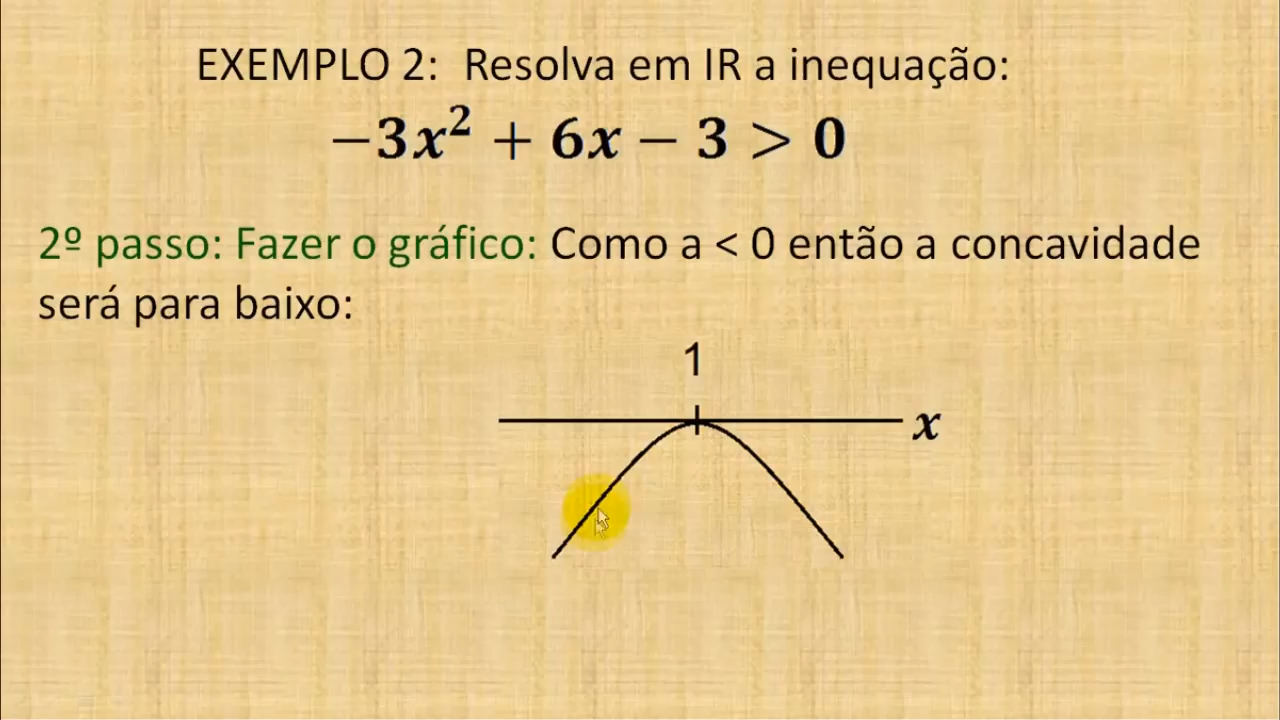 EXEMPLO 2: Resolva em IR a inequação:
−3x² + 6x − 3 > 0
2º passo: Fazer o gráfico: Como a < 0 então a concavidade
será para baixo:
1
x